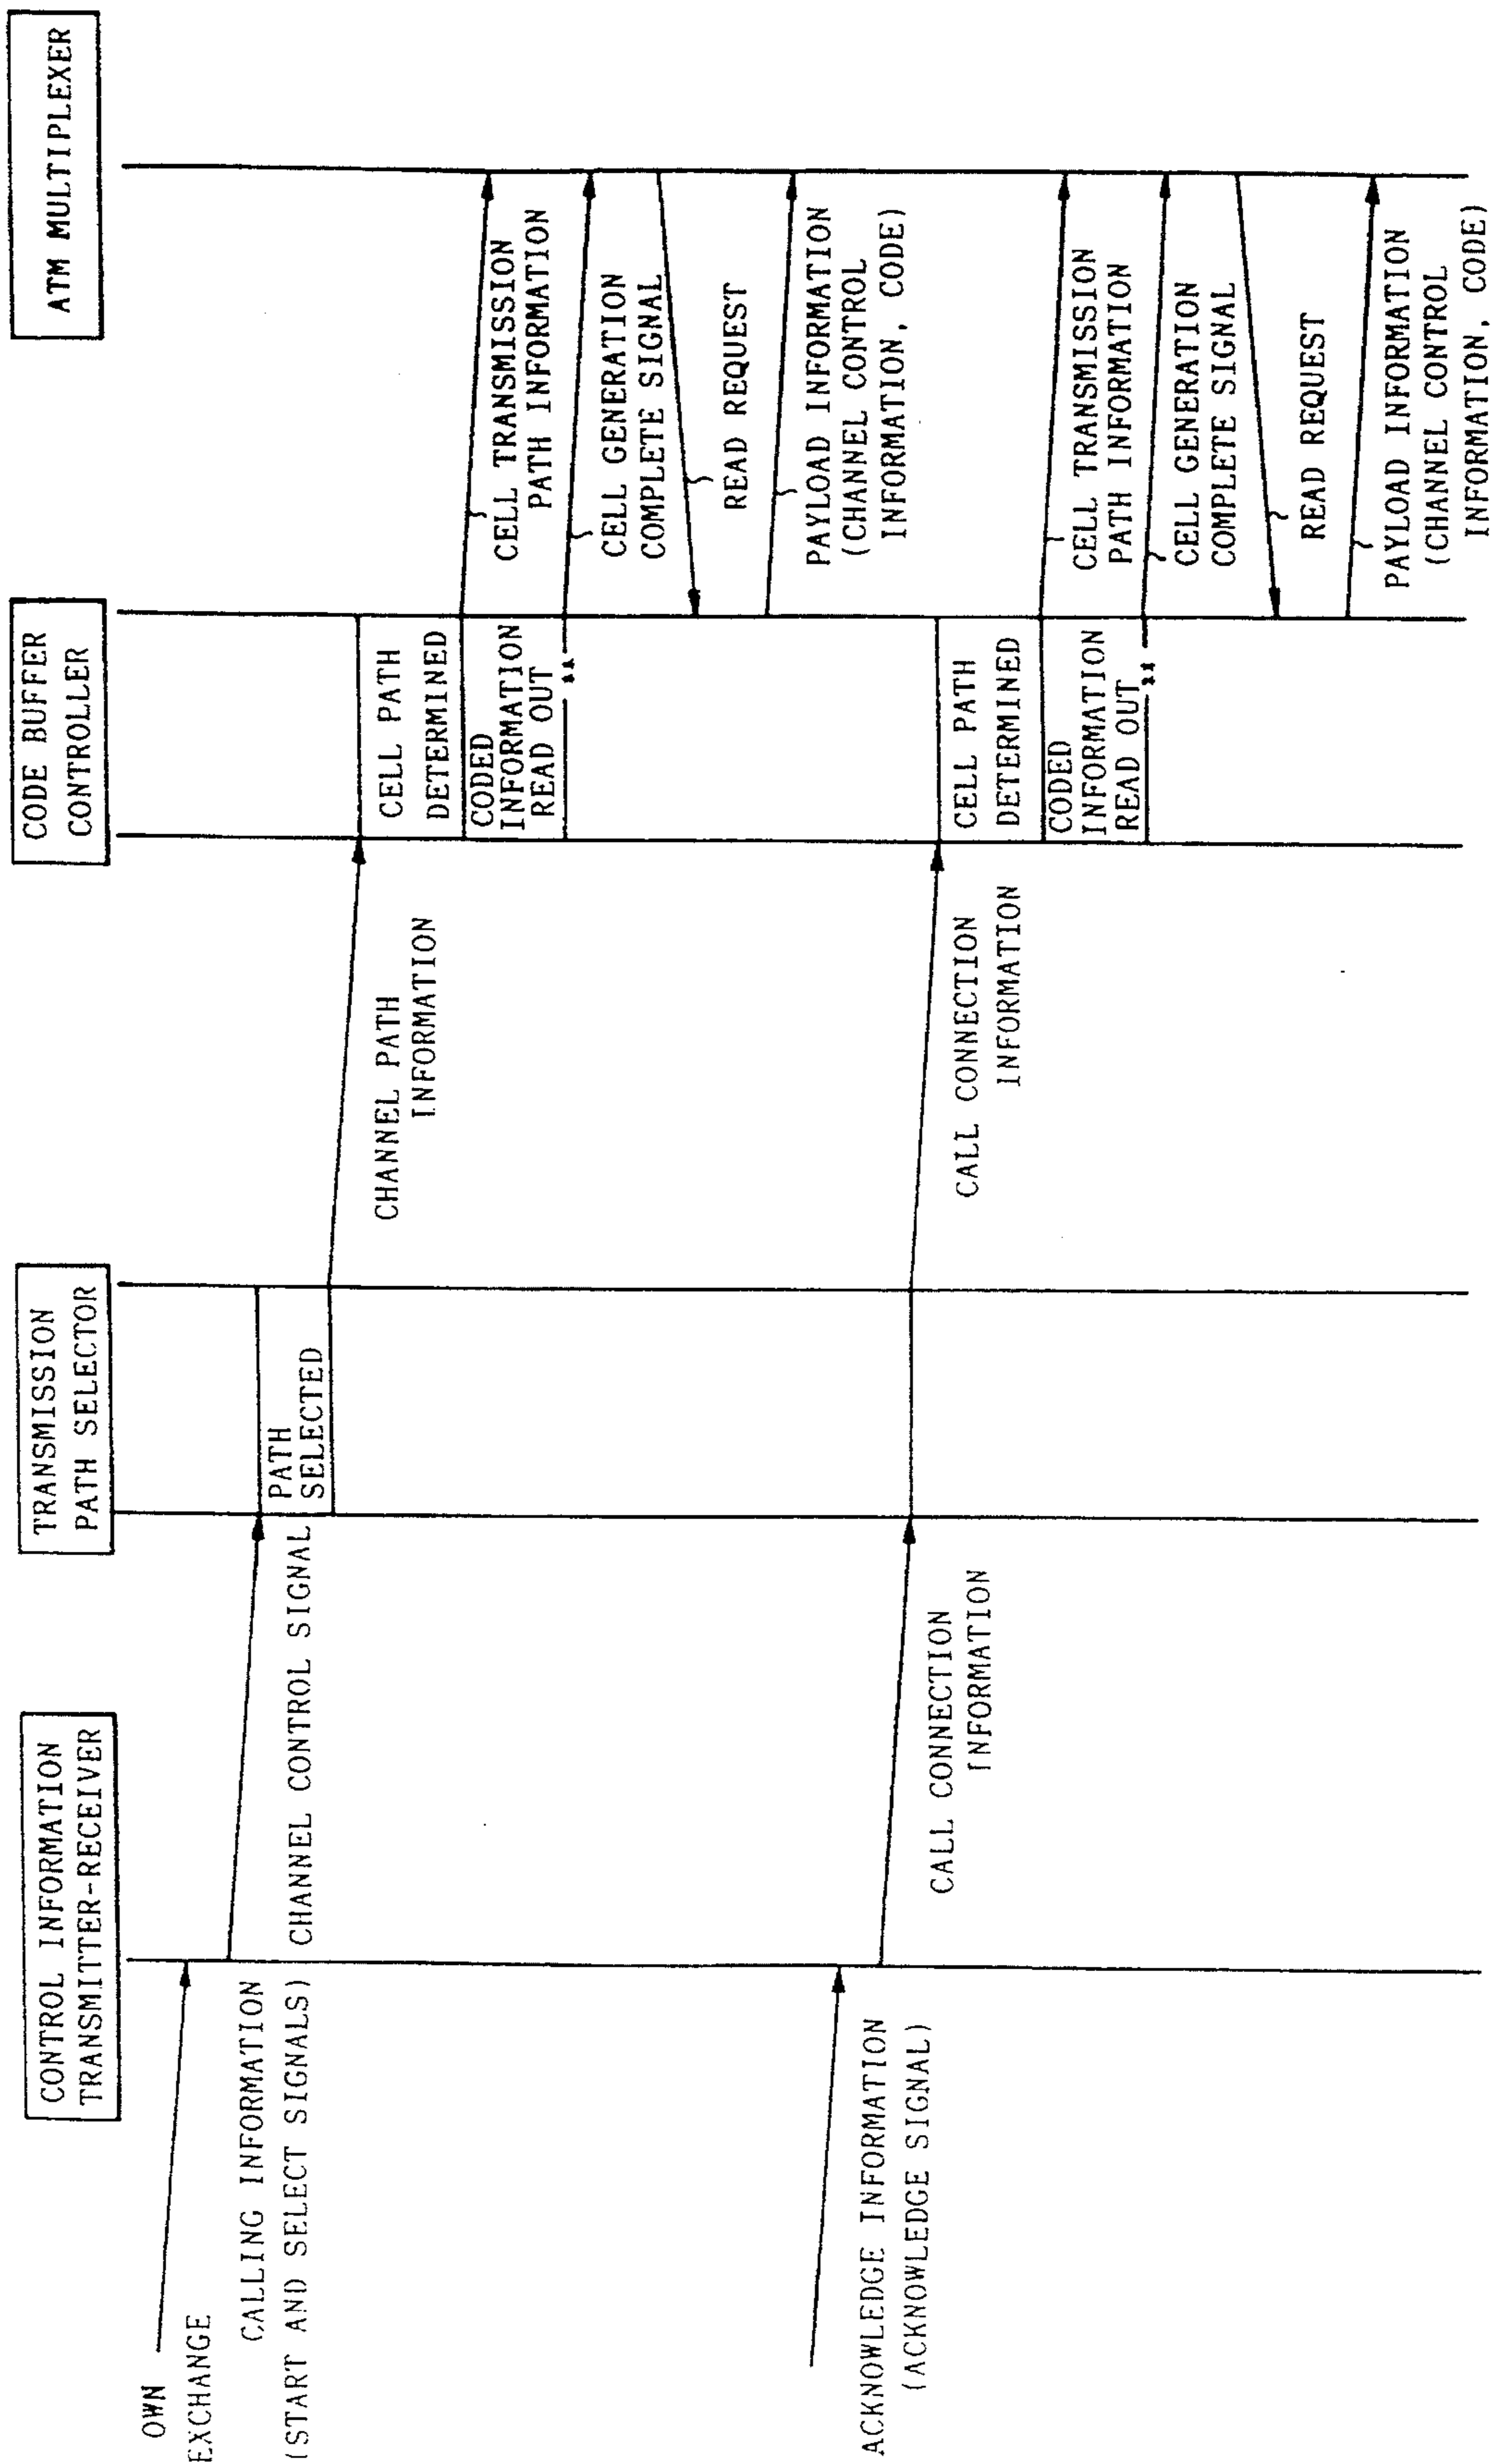 CONTROL INFORMATION
TRANSMITTER-RECEIVER
TRANSMISSION
PATH SELECTOR
CODE BUFFER
CONTROLLER
ATM MULTIPLEXER
OWN
EXCHANGE
CALLING INFORMATION
(START AND SELECT SIGNALS)
CHANNEL CONTROL SIGNAL
PATH
SELECTED
CHANNEL PATH
INFORMATION
CELL PATH
DETERMINED
CODED
INFORMATION
READ OUT
**
CELL TRANSMISSION
PATH INFORMATION
CELL GENERATION
COMPLETE SIGNAL
READ REQUEST
PAYLOAD INFORMATION
(CHANNEL CONTROL
INFORMATION, CODE)
ACKNOWLEDGE INFORMATION
(ACKNOWLEDGE SIGNAL)
CALL CONNECTION
INFORMATION
CALL CONNECTION
INFORMATION
CELL PATH
DETERMINED
CODED
INFORMATION
READ OUT
**
CELL TRANSMISSION
PATH INFORMATION
CELL GENERATION
COMPLETE SIGNAL
READ REQUEST
PAYLOAD INFORMATION
(CHANNEL CONTROL
INFORMATION, CODE)